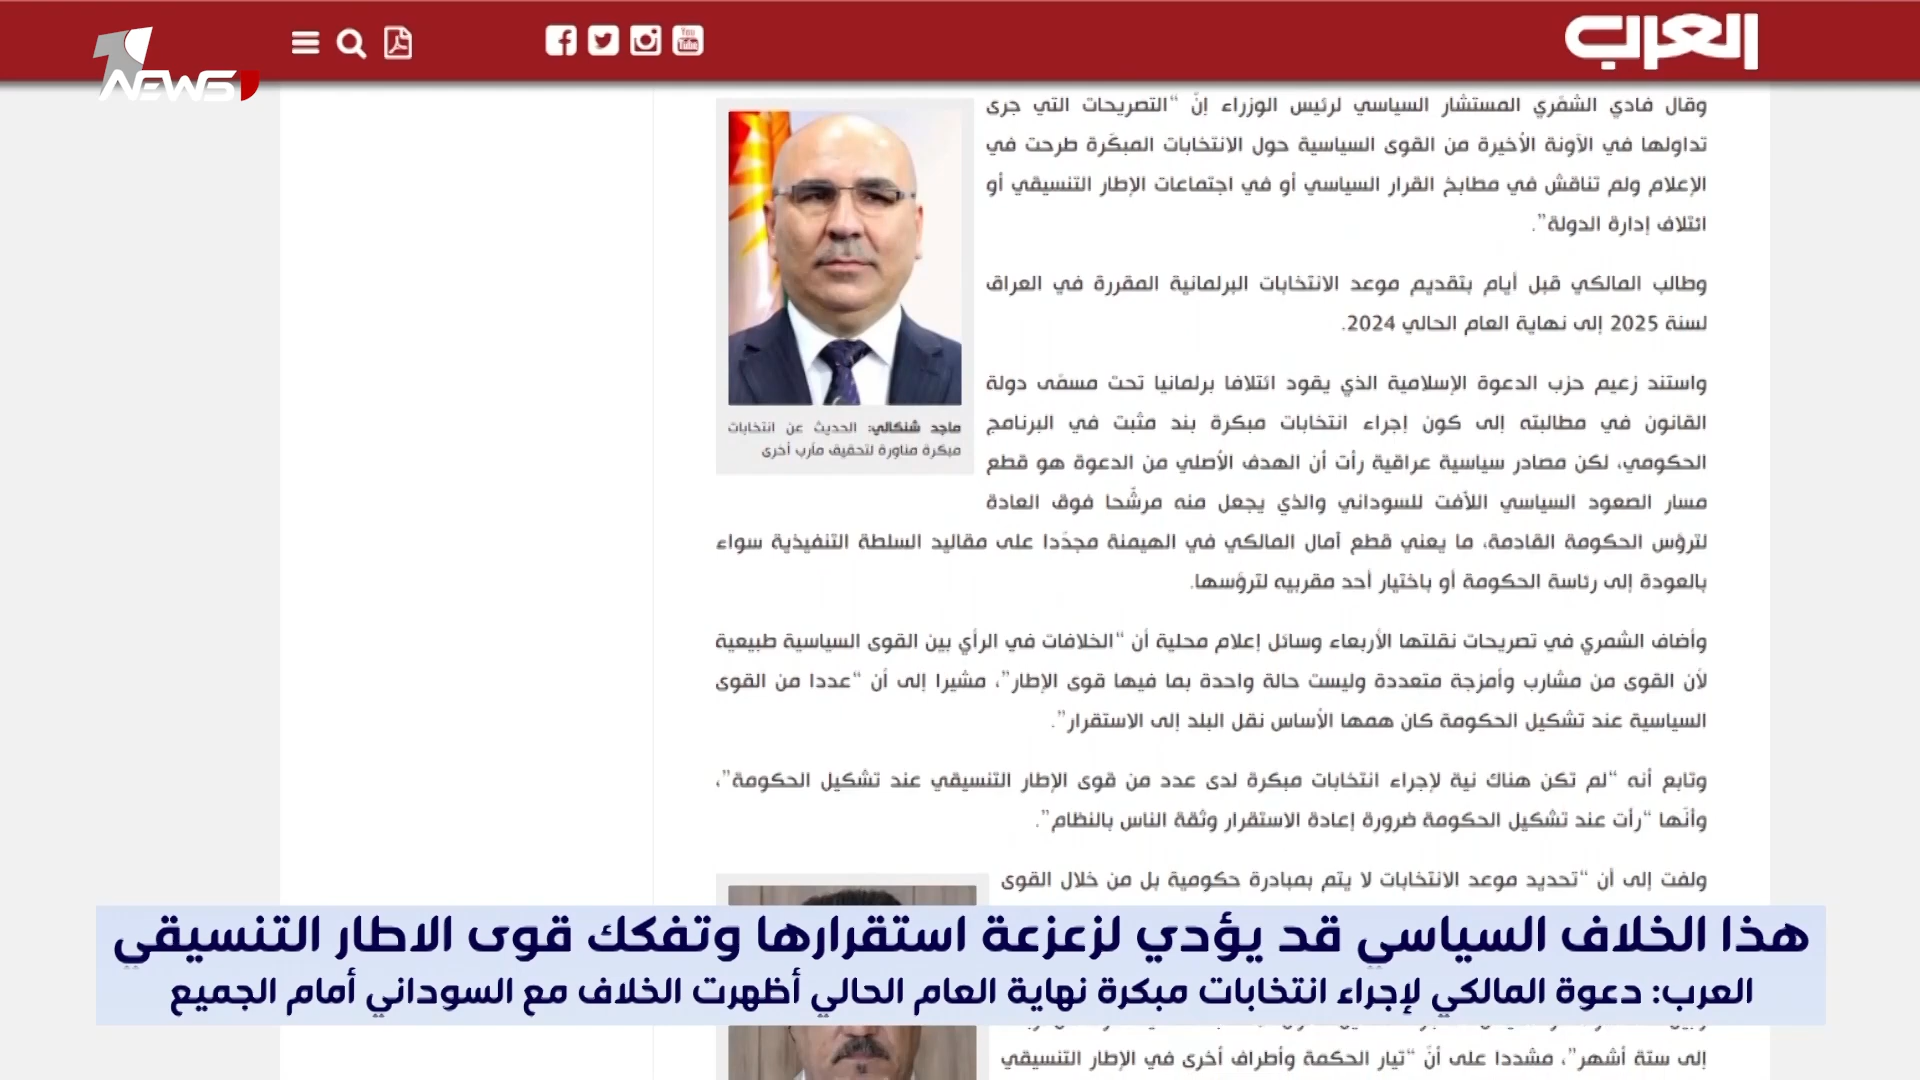 العرب
You
Tube
NEWS
وقال فادي الشمّري المستشار السياسي لرئيس الوزراء إنّ “التصريحات التي جرى
تداولها في الآونة الأخيرة من القوى السياسية حول الانتخابات المبكّرة طرحت في
الإعلام ولم تناقش في مطابخ القرار السياسي أو في اجتماعات الإطار التنسيقي أو
ائتلاف إدارة الدولة”.
وطالب المالكي قبل أيام بتقديم موعد الانتخابات البرلمانية المقررة في العراق
لسنة 2025 إلى نهاية العام الحالي 2024.
واستند زعيم حزب الدعوة الإسلامية الذي يقود ائتلافا برلمانيا تحت مسمّى دولة
القانون في مطالبته إلى كون إجراء انتخابات مبكرة بند مثبت في البرنامج
الحكومي، لكن مصادر سياسية عراقية رأت أن الهدف الأصلي من الدعوة هو قطع
مسار الصعود السياسي اللاّفت للسوداني والذي يجعل منه مرشّحا فوق العادة
لترؤس الحكومة القادمة، ما يعني قطع آمال المالكي في الهيمنة مجدّدا على مقاليد السلطة التنفيذية سواء
بالعودة إلى رئاسة الحكومة أو باختيار أحد مقربيه لترؤسها.
ماجد شنكالي: الحديث عن انتخابات
مبكرة مناورة لتحقيق مآرب أخرى
وأضاف الشمري في تصريحات نقلتها الأربعاء وسائل إعلام محلية أن “الخلافات في الرأي بين القوى السياسية طبيعية
لأن القوى من مشارب وأمزجة متعددة وليست حالة واحدة بما فيها قوى الإطار”، مشيرا إلى أن “عددا من القوى
السياسية عند تشكيل الحكومة كان همها الأساس نقل البلد إلى الاستقرار”.
وتابع أنه “لم تكن هناك نية لإجراء انتخابات مبكرة لدى عدد من قوى الإطار التنسيقي عند تشكيل الحكومة”،
وأنّها “رأت عند تشكيل الحكومة ضرورة إعادة الاستقرار وثقة الناس بالنظام”.
ولفت إلى أن “تحديد موعد الانتخابات لا يتم بمبادرة حكومية بل من خلال القوى
هذا الخلاف السياسي قد يؤدي لزعزعة استقرارها وتفكك قوى الاطار التنسيقي
العرب: دعوة المالكي لإجراء انتخابات مبكرة نهاية العام الحالي أظهرت الخلاف مع السوداني أمام الجميع
إلى ستة أشهر”، مشددا على أنّ “تيار الحكمة وأطراف أخرى في الإطار التنسيقي